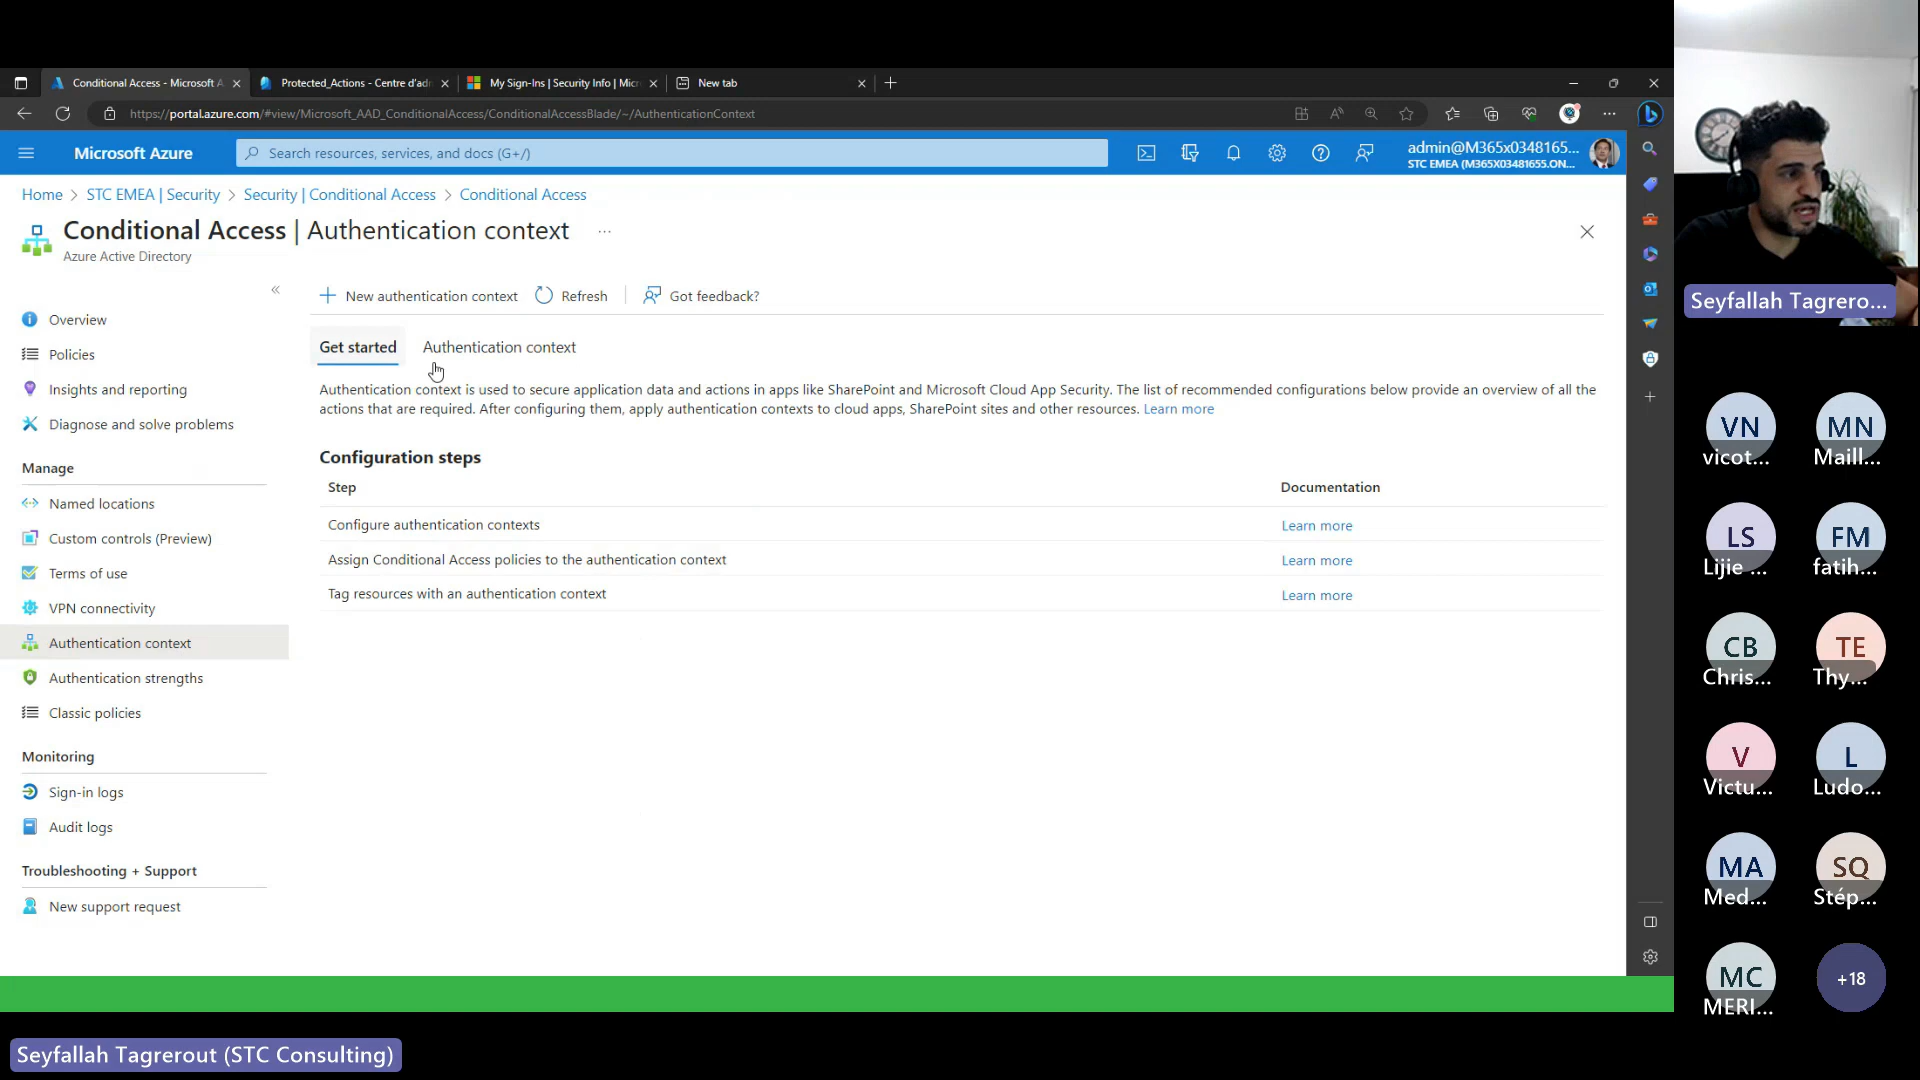 Conditional Access - Microsoft A
Protected_Actions - Centre d'adr
My Sign-Ins | Security Info | Micr
New tab
https://portal.azure.com/#view/Microsoft_AAD_ConditionalAccess/ConditionalAccessBlade/~/AuthenticationContext
Microsoft Azure
Search resources, services, and docs (G+/)
admin@M365x0348165...
STC EMEA (M365X03481655.ON...
Home > STC EMEA | Security > Security | Conditional Access > Conditional Access
Conditional Access | Authentication context ...
Azure Active Directory
Overview
Policies
Insights and reporting
Diagnose and solve problems
Manage
Named locations
Custom controls (Preview)
Terms of use
VPN connectivity
Authentication context
Authentication strengths
Classic policies
Monitoring
Sign-in logs
Audit logs
Troubleshooting + Support
New support request
New authentication context
Refresh
Got feedback?
Get started
Authentication context
Authentication context is used to secure application data and actions in apps like SharePoint and Microsoft Cloud App Security. The list of recommended configurations below provide an overview of all the
actions that are required. After configuring them, apply authentication contexts to cloud apps, SharePoint sites and other resources. Learn more
Configuration steps
Step Documentation
Configure authentication contexts Learn more
Assign Conditional Access policies to the authentication context Learn more
Tag resources with an authentication context Learn more
Seyfallah Tagrero...
VN
vicot...
MN
Maill...
LS
Lijie ...
FM
fatih...
CB
Chris...
TE
Thy...
V
Victu...
L
Ludo...
MA
Med...
SQ
Stép...
MC
MERI...
+18
Seyfallah Tagrerout (STC Consulting)